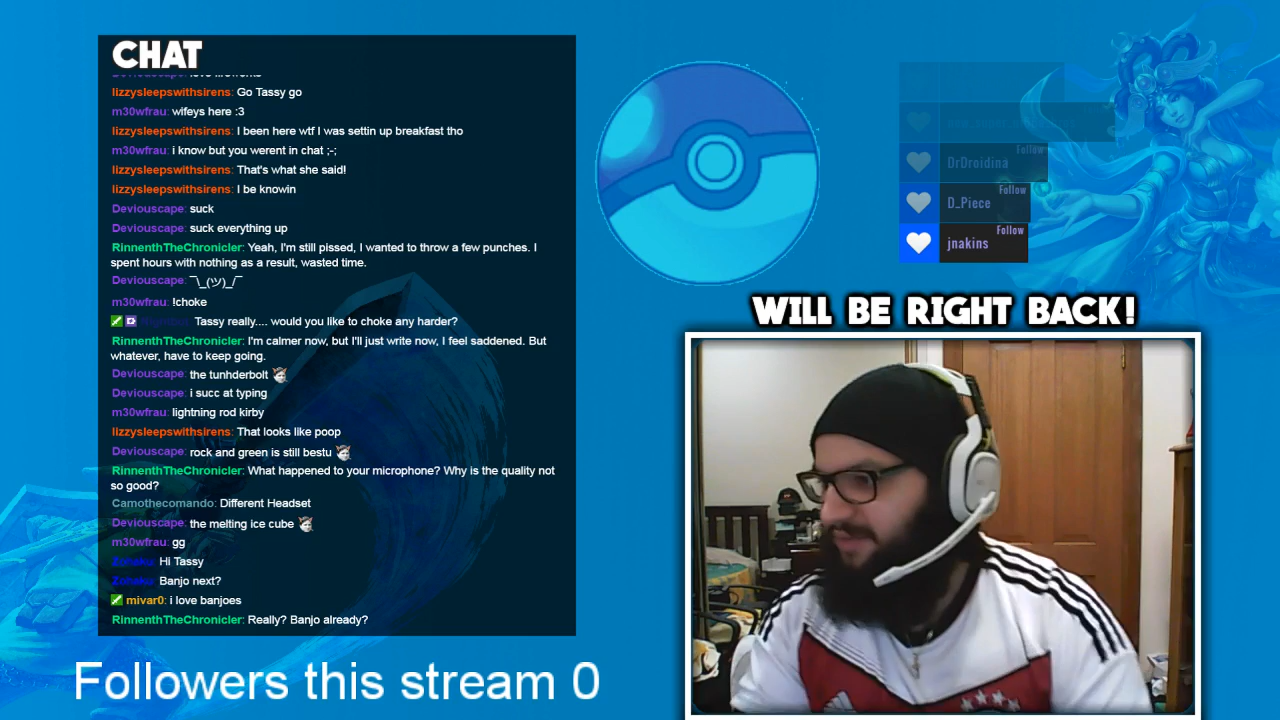 CHAT
lizzysleepswithsirens: Go Tassy go
m30wfrau: wifeys here :3
lizzysleepswithsirens: I been here wtf I was settin up breakfast tho
m30wfrau: i know but you werent in chat ;-;
lizzysleepswithsirens: That's what she said!
lizzysleepswithsirens: I be knowin
Deviouscape: suck
Deviouscape: suck everything up
RinnenthTheChronicler: Yeah, I'm still pissed, I wanted to throw a few punches. I
spent hours with nothing as a result, wasted time.
Deviouscape: ¯\_(ツ)_/¯
m30wfrau: !choke
Tassy really.... would you like to choke any harder?
RinnenthTheChronicler: I'm calmer now, but I'll just write now, I feel saddened. But
whatever, have to keep going.
Deviouscape: the tunhderbolt
Deviouscape: i succ at typing
m30wfrau: lightning rod kirby
lizzysleepswithsirens: That looks like poop
Deviouscape: rock and green is still bestu
RinnenthTheChronicler: What happened to your microphone? Why is the quality not
so good?
Camothecomando: Different Headset
Deviouscape: the melting ice cube
m30wfrau: gg
Hi Tassy
Banjo next?
mivar0: i love banjoes
RinnenthTheChronicler: Really? Banjo already?
Followers this stream 0
Follow
DrDroidina
Follow
D_Piece
Follow
jnakins
WILL BE RIGHT BACK!